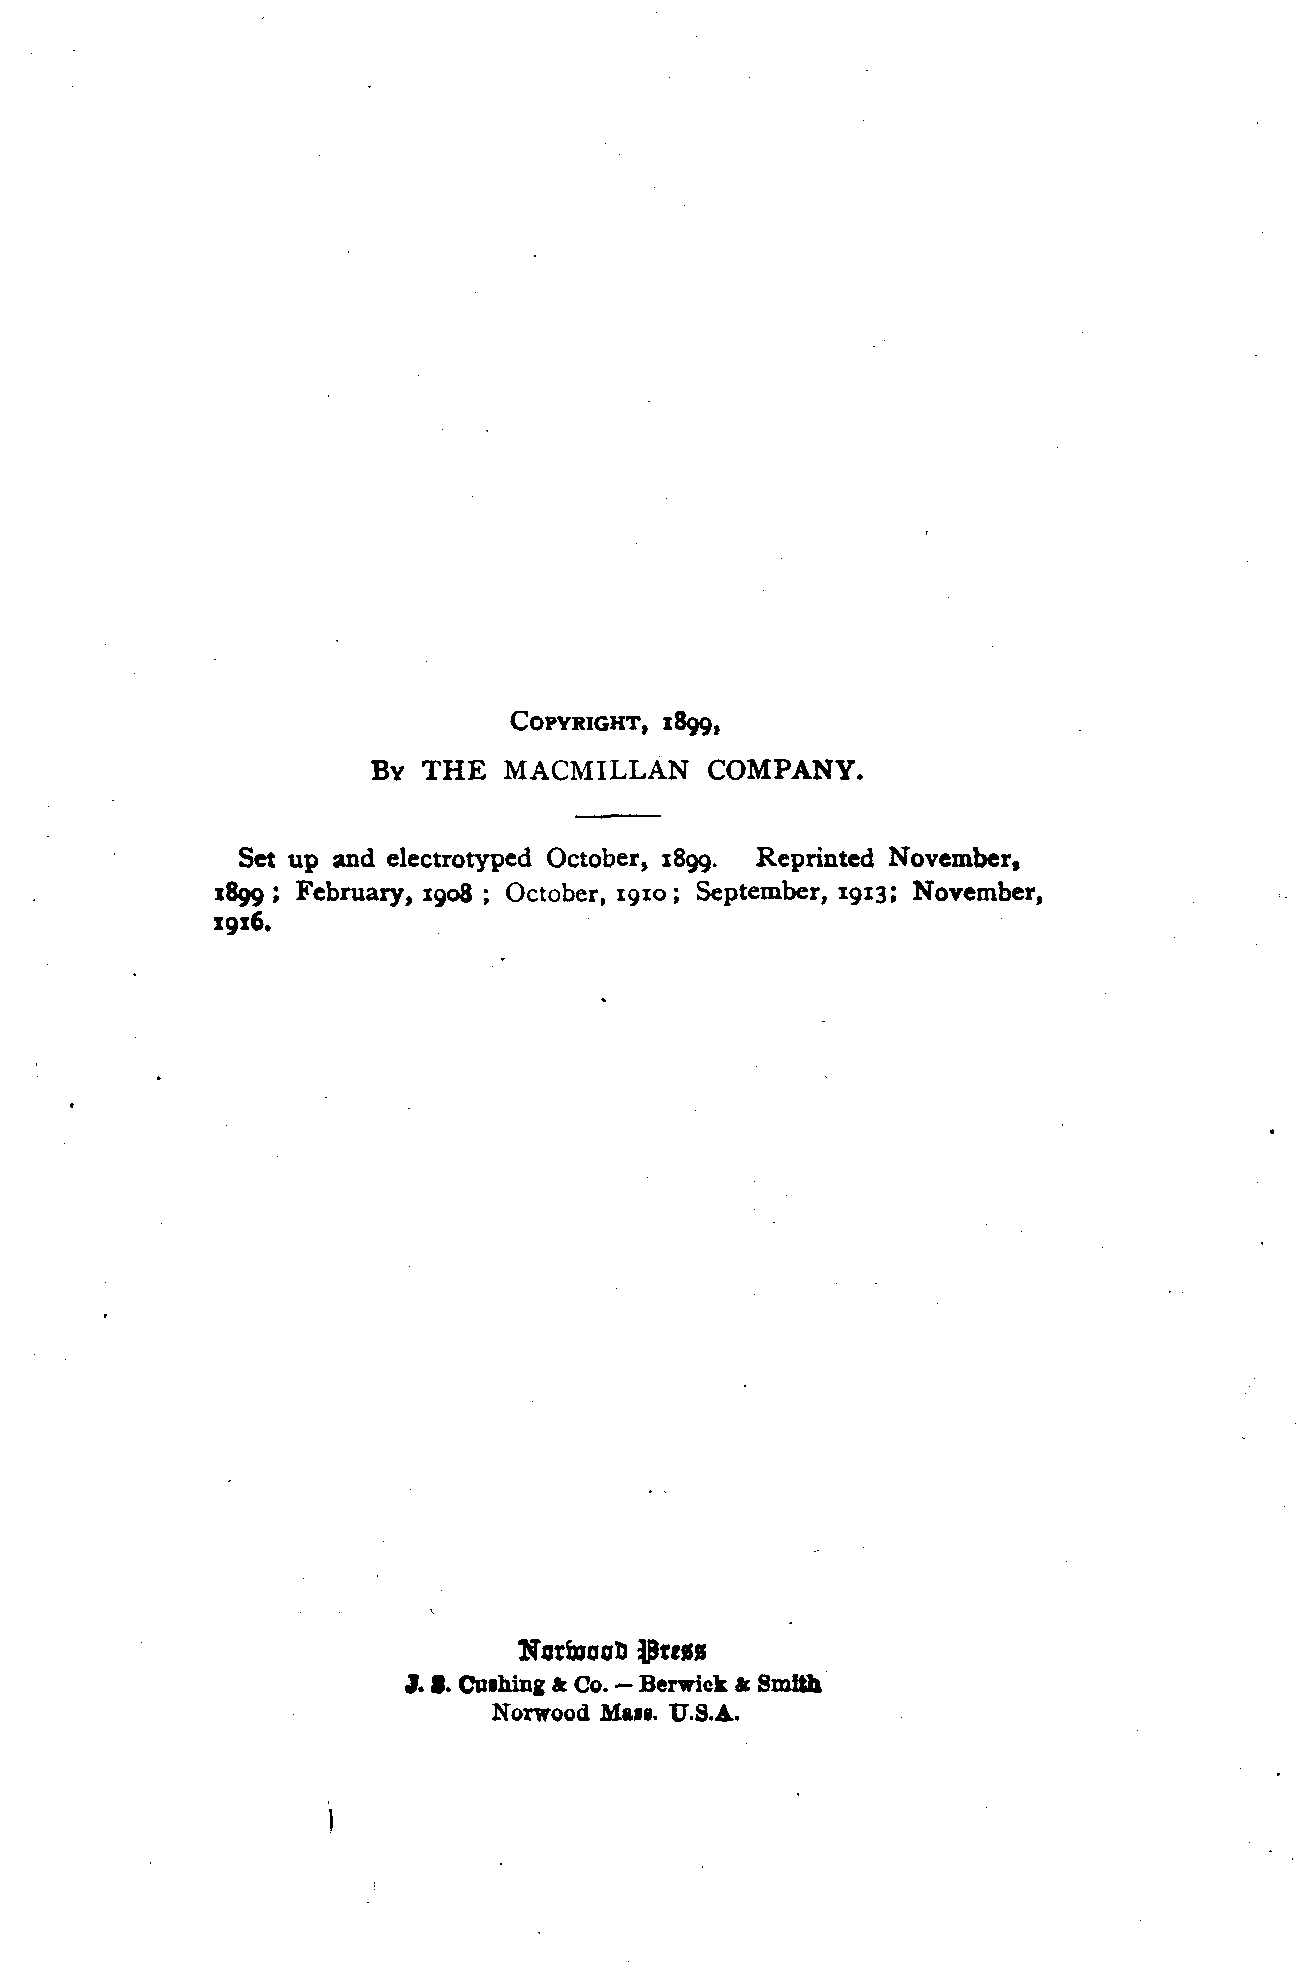 COPYRIGHT, 1899,
BY THE MACMILLAN COMPANY.
Set up and electrotyped October, 1899. Reprinted November,
1899; February, 1908; October, 1910; September, 1913; November,
1916.
Norwood Press
J. S. Cushing & Co. — Berwick & Smith
Norwood Mass. U.S.A.